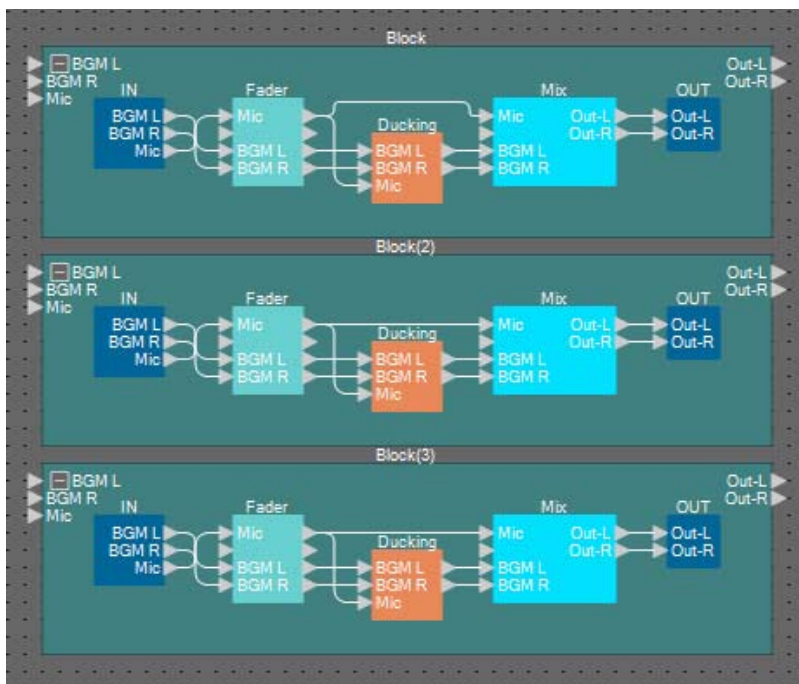 Block
BGM L Out-L
BGM R Out-R
Mic
IN Fader Mix OUT
BGM L Mic Mic Out-L Out-L
BGM R Ducking Out-R Out-R
Mic BGM L BGM L BGM L
BGM R BGM R BGM R
Mic
Block(2)
BGM L Out-L
BGM R Out-R
Mic
IN Fader Mix OUT
BGM L Mic Mic Out-L Out-L
BGM R Ducking Out-R Out-R
Mic BGM L BGM L BGM L
BGM R BGM R BGM R
Mic
Block(3)
BGM L Out-L
BGM R Out-R
Mic
IN Fader Mix OUT
BGM L Mic Mic Out-L Out-L
BGM R Ducking Out-R Out-R
Mic BGM L BGM L BGM L
BGM R BGM R BGM R
Mic